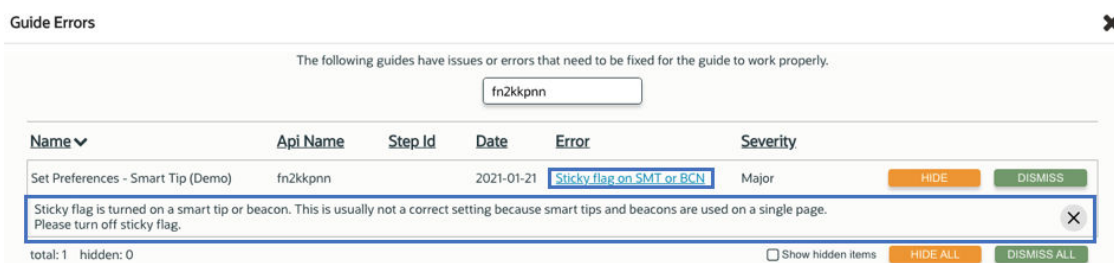 Guide Errors
The following guides have issues or errors that need to be fixed for the guide to work properly.
fn2kkpnn
Name Api Name Step Id Date Error Severity
Set Preferences - Smart Tip (Demo) fn2kkpnn 2021-01-21 Sticky flag on SMT or BCN Major HIDE DISMISS
Sticky flag is turned on a smart tip or beacon. This is usually not a correct setting because smart tips and beacons are used on a single page.
Please turn off sticky flag.
total: 1 hidden: 0 Show hidden items HIDE ALL DISMISS ALL